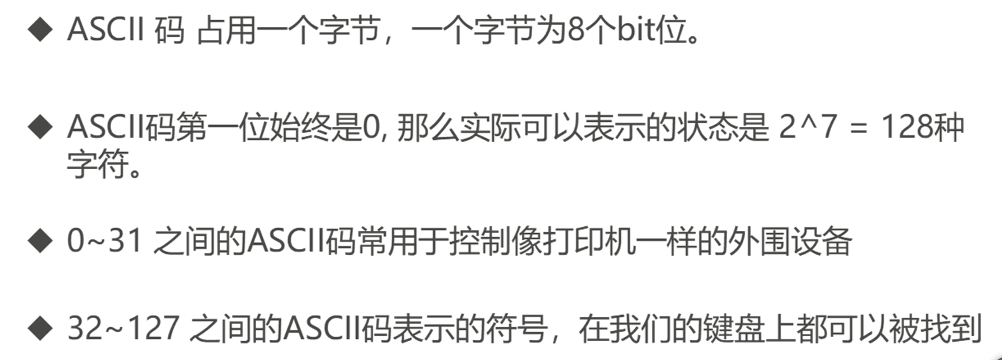 ◆ ASCII 码 占用一个字节，一个字节为8个bit位。
◆ ASCII码第一位始终是0, 那么实际可以表示的状态是 2^7 = 128种
字符。
◆ 0~31 之间的ASCII码常用于控制像打印机一样的外围设备
◆ 32~127 之间的ASCII码表示的符号，在我们的键盘上都可以被找到